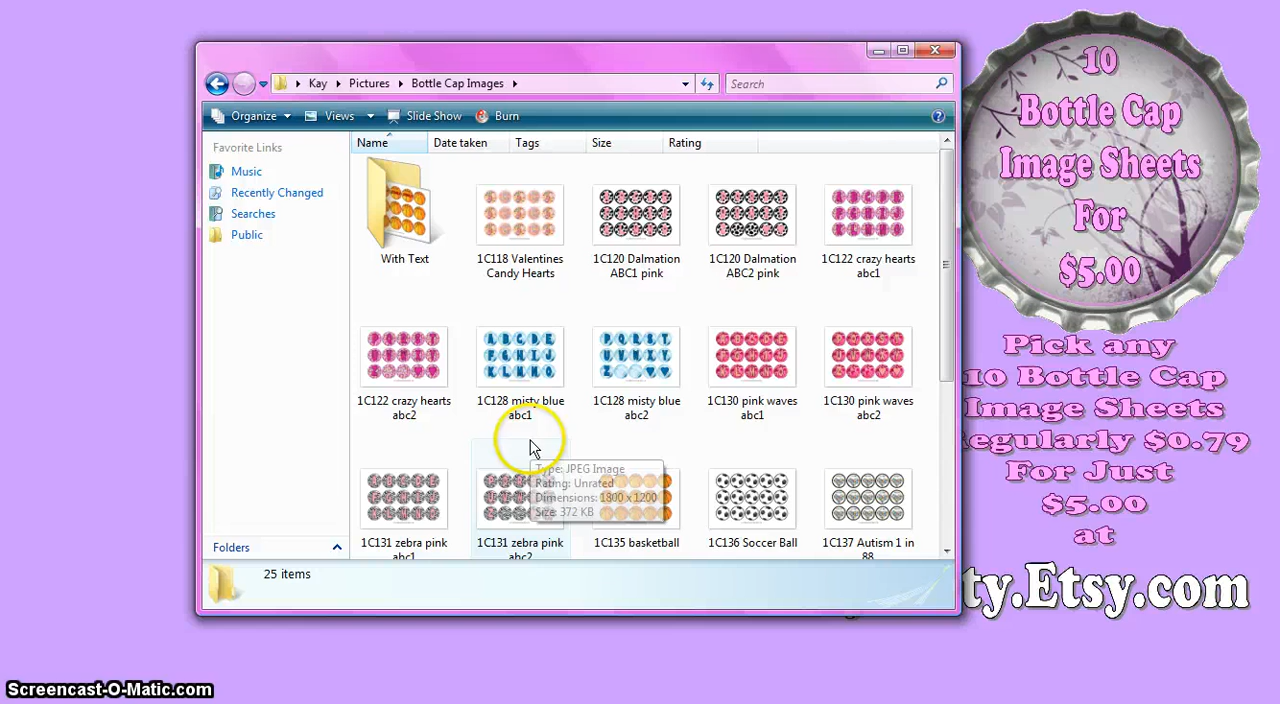 Kay Pictures Bottle Cap Images
Search
Organize Views Slide Show Burn
Favorite Links
Music
Recently Changed
Searches
Public
Folders
Name Date taken Tags Size Rating
With Text
1C118 Valentines
Candy Hearts
1C120 Dalmation
ABC1 pink
1C120 Dalmation
ABC2 pink
1C122 crazy hearts
abc1
1C122 crazy hearts
abc2
1C128 misty blue
abc1
1C128 misty blue
abc2
1C130 pink waves
abc1
1C130 pink waves
abc2
1C131 zebra pink
abc1
1C131 zebra pink
abc2
1C135 basketball
1C136 Soccer Ball
1C137 Autism 1 in
88
Type: JPEG Image
Rating: Unrated
Dimensions: 1800 x 1200
Size: 372 KB
25 items
10
Bottle Cap
Image Sheets
For
$5.00
Pick any
10 Bottle Cap
Image Sheets
egularly $0.79
For Just
$5.00
at
ty.Etsy.com
Screencast-O-Matic.com